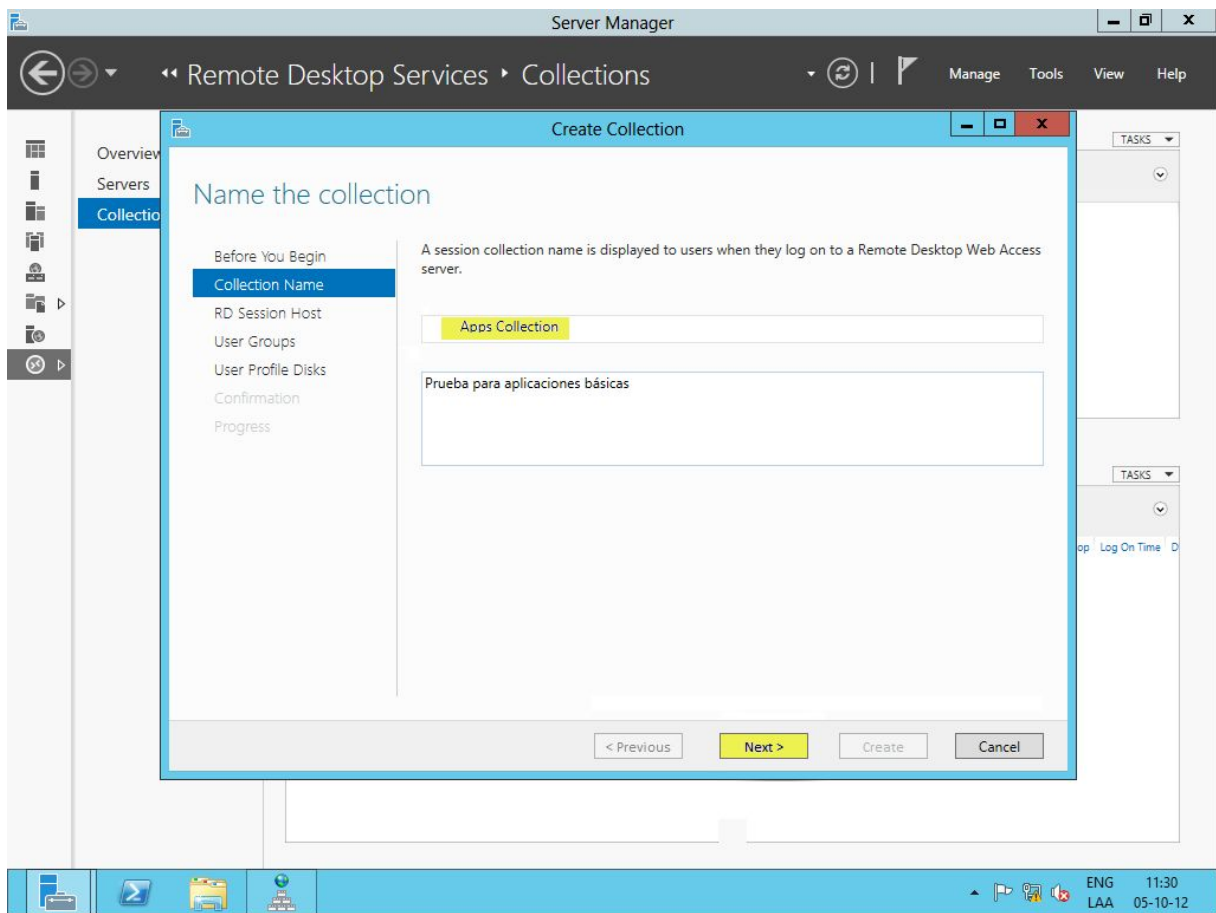 Server Manager
Remote Desktop Services Collections
Manage Tools View Help
Create Collection
TASKS
Overview
Servers
Collectio
Name the collection
Before You Begin
Collection Name
RD Session Host
User Groups
User Profile Disks
Confirmation
Progress
A session collection name is displayed to users when they log on to a Remote Desktop Web Access
server.
Apps Collection
Prueba para aplicaciones básicas
TASKS
op Log On Time D
< Previous Next > Create Cancel
ENG 11:30
LAA 05-10-12